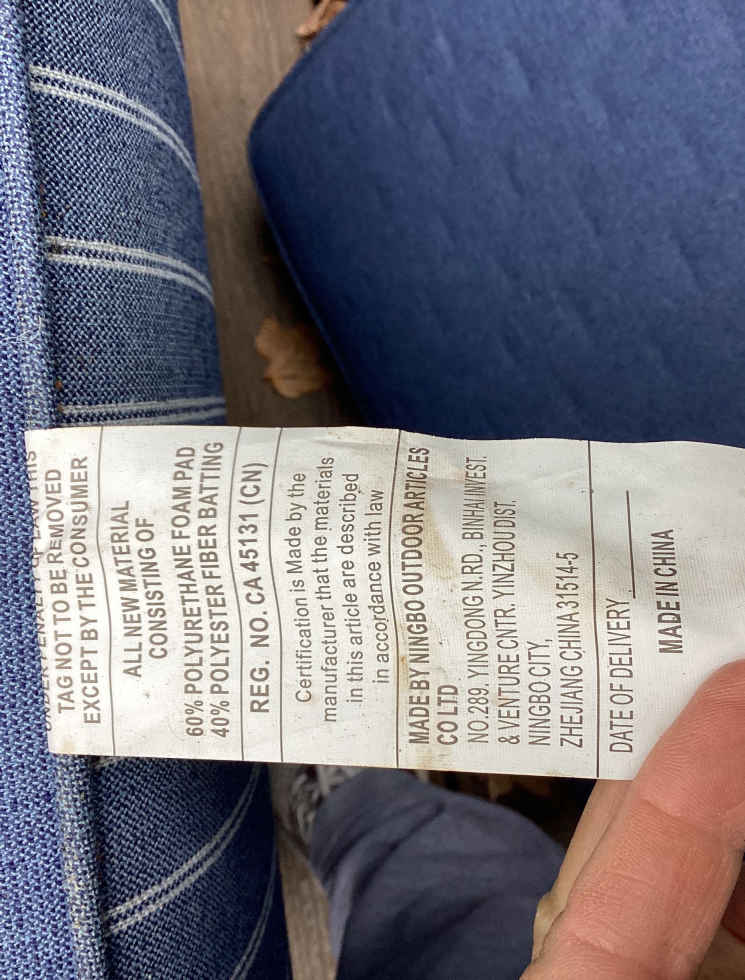 TAG NOT TO BE REMOVED
EXCEPT BY THE CONSUMER
ALL NEW MATERIAL
CONSISTING OF
60% POLYURETHANE FOAM PAD
40% POLYESTER FIBER BATTING
REG. NO. CA 45131 (CN)
Certification is Made by the
manufacturer that the materials
in this article are described
in accordance with law
MADE BY NINGBO OUTDOOR ARTICLES
CO LTD
NO.289. YINGDONG N.RD., BINHAI INVEST.
& VENTURE CNTR. YINZHOU DIST.
NINGBO CITY,
ZHEJIANG CHINA 31514-5
DATE OF DELIVERY
MADE IN CHINA